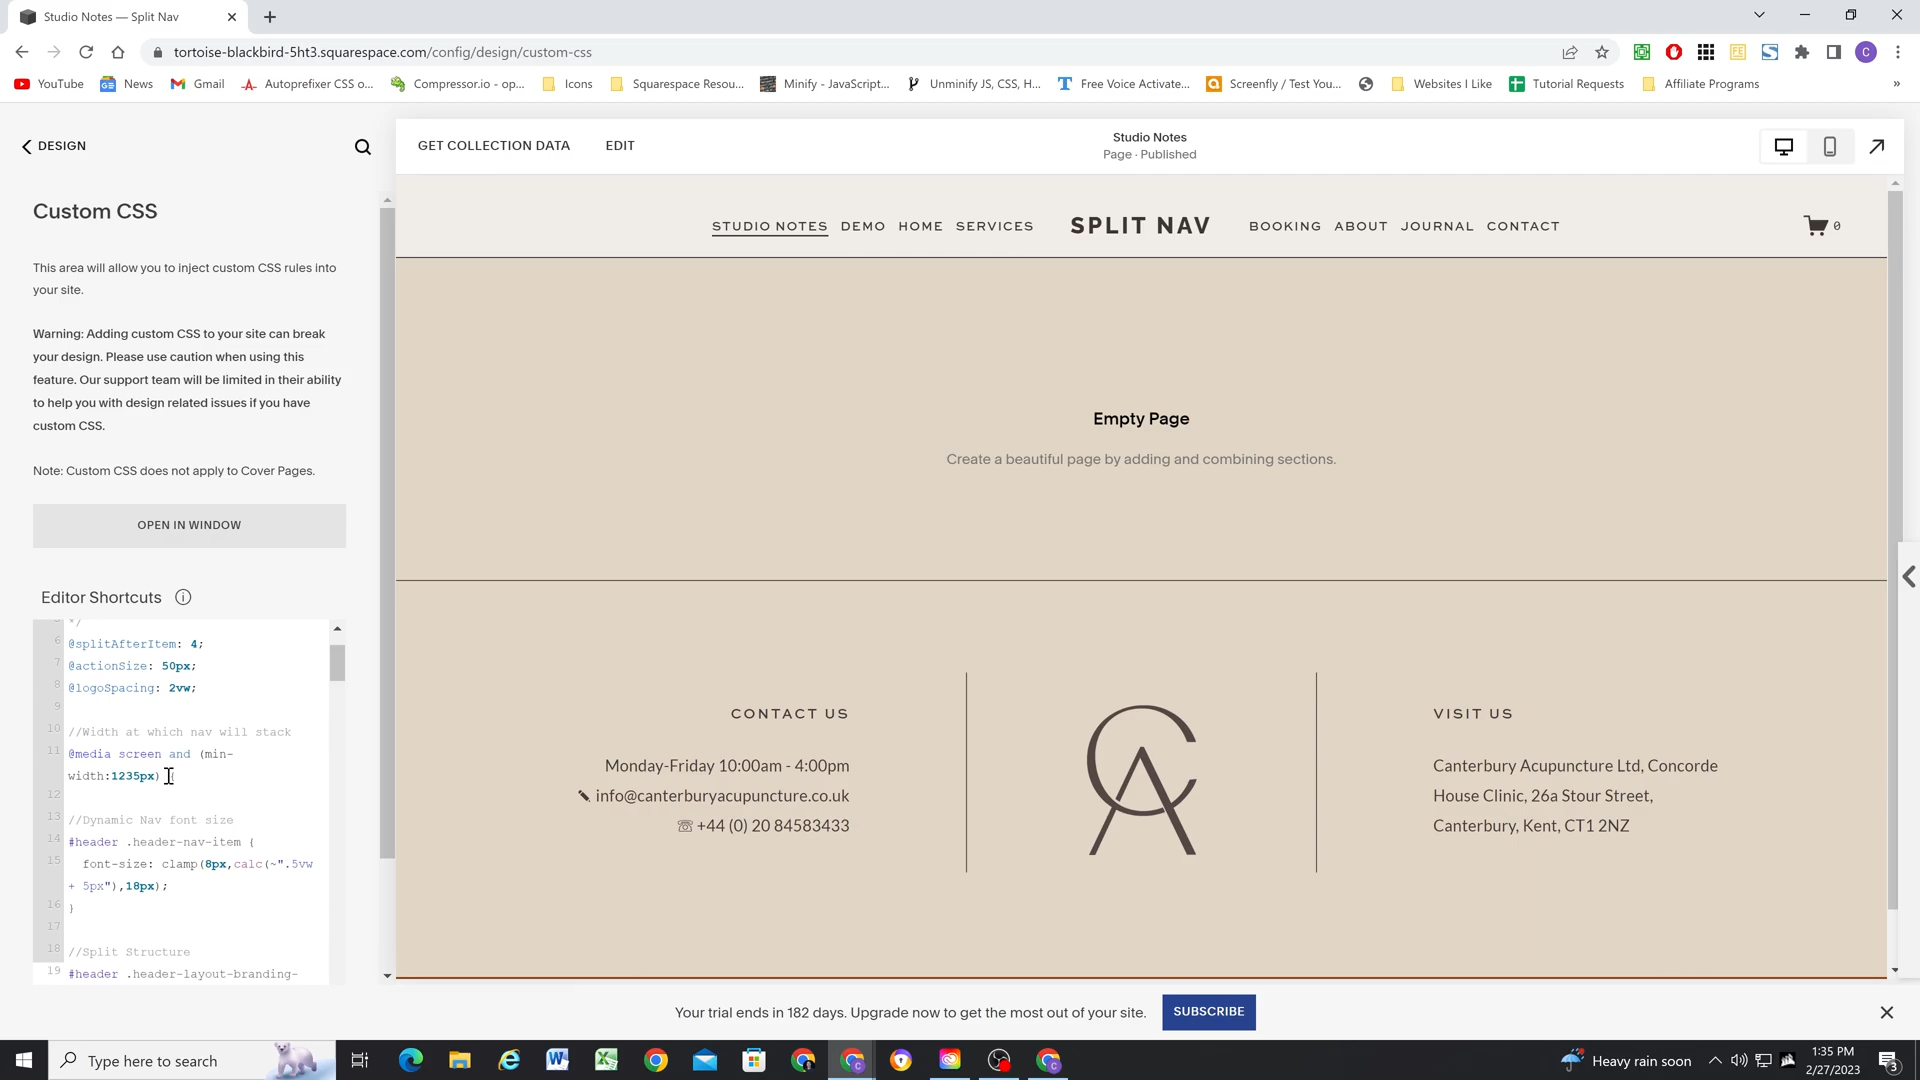 Studio Notes — Split Nav
tortoise-blackbird-5ht3.squarespace.com/config/design/custom-css
YouTube News Gmail Autoprefixer CSS o... Compressor.io - op... Icons Squarespace Resou... Minify - JavaScript... Unminify JS, CSS, H... Free Voice Activate... Screenfly / Test You... Websites I Like Tutorial Requests Affiliate Programs »
DESIGN
Custom CSS
This area will allow you to inject custom CSS rules into
your site.
Warning: Adding custom CSS to your site can break
your design. Please use caution when using this
feature. Our support team will be limited in their ability
to help you with design related issues if you have
custom CSS.
Note: Custom CSS does not apply to Cover Pages.
OPEN IN WINDOW
Editor Shortcuts
5 */
6 @splitAfterItem: 4;
7 @actionSize: 50px;
8 @logoSpacing: 2vw;
9
10 //Width at which nav will stack
11 @media screen and (min-
width:1235px) {
12
13 //Dynamic Nav font size
14 #header .header-nav-item {
15 font-size: clamp(8px,calc(~".5vw
+ 5px"),18px);
16 }
17
18 //Split Structure
19 #header .header-layout-branding-
GET COLLECTION DATA EDIT
Studio Notes
Page · Published
STUDIO NOTES DEMO HOME SERVICES SPLIT NAV BOOKING ABOUT JOURNAL CONTACT 0
Empty Page
Create a beautiful page by adding and combining sections.
CONTACT US
Monday-Friday 10:00am - 4:00pm
✎ info@canterburyacupuncture.co.uk
☏ +44 (0) 20 84583433
CA
VISIT US
Canterbury Acupuncture Ltd, Concorde
House Clinic, 26a Stour Street,
Canterbury, Kent, CT1 2NZ
Your trial ends in 182 days. Upgrade now to get the most out of your site. SUBSCRIBE
Type here to search
Heavy rain soon
1:35 PM
2/27/2023
3